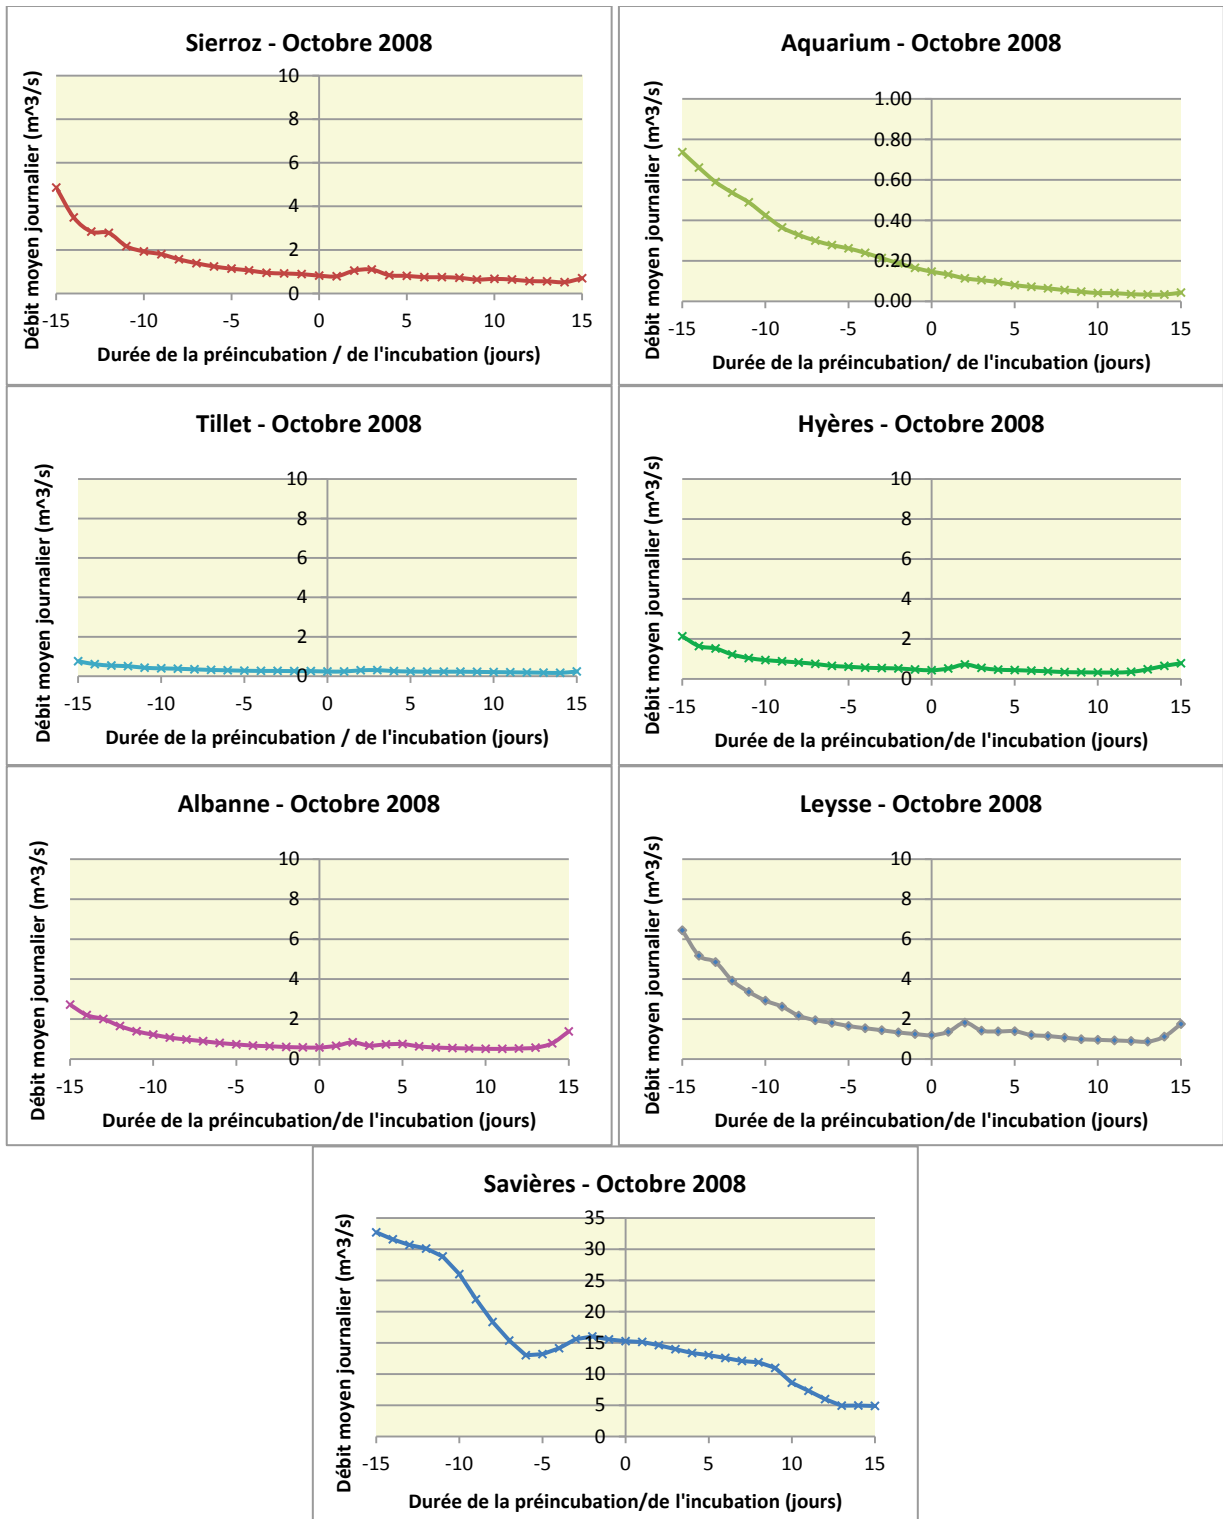 Sierroz - Octobre 2008
Débit moyen journalier (m^3/s)
10
8
6
4
2
0
-15 -10 -5 0 5 10 15
Durée de la préincubation / de l'incubation (jours)
Aquarium - Octobre 2008
Débit moyen journalier (m^3/s)
1.00
0.80
0.60
0.40
0.20
0.00
-15 -10 -5 0 5 10 15
Durée de la préincubation/ de l'incubation (jours)
Tillet - Octobre 2008
Débit moyen journalier (m^3/s)
10
8
6
4
2
0
-15 -10 -5 0 5 10 15
Durée de la préincubation / de l'incubation (jours)
Hyères - Octobre 2008
Débit moyen journalier (m^3/s)
10
8
6
4
2
0
-15 -10 -5 0 5 10 15
Durée de la préincubation/de l'incubation (jours)
Albanne - Octobre 2008
Débit moyen journalier (m^3/s)
10
8
6
4
2
0
-15 -10 -5 0 5 10 15
Durée de la préincubation/de l'incubation (jours)
Leysse - Octobre 2008
Débit moyen journalier (m^3/s)
10
8
6
4
2
0
-15 -10 -5 0 5 10 15
Durée de la préincubation/de l'incubation (jours)
Savières - Octobre 2008
Débit moyen journalier (m^3/s)
35
30
25
20
15
10
5
0
-15 -10 -5 0 5 10 15
Durée de la préincubation/de l'incubation (jours)